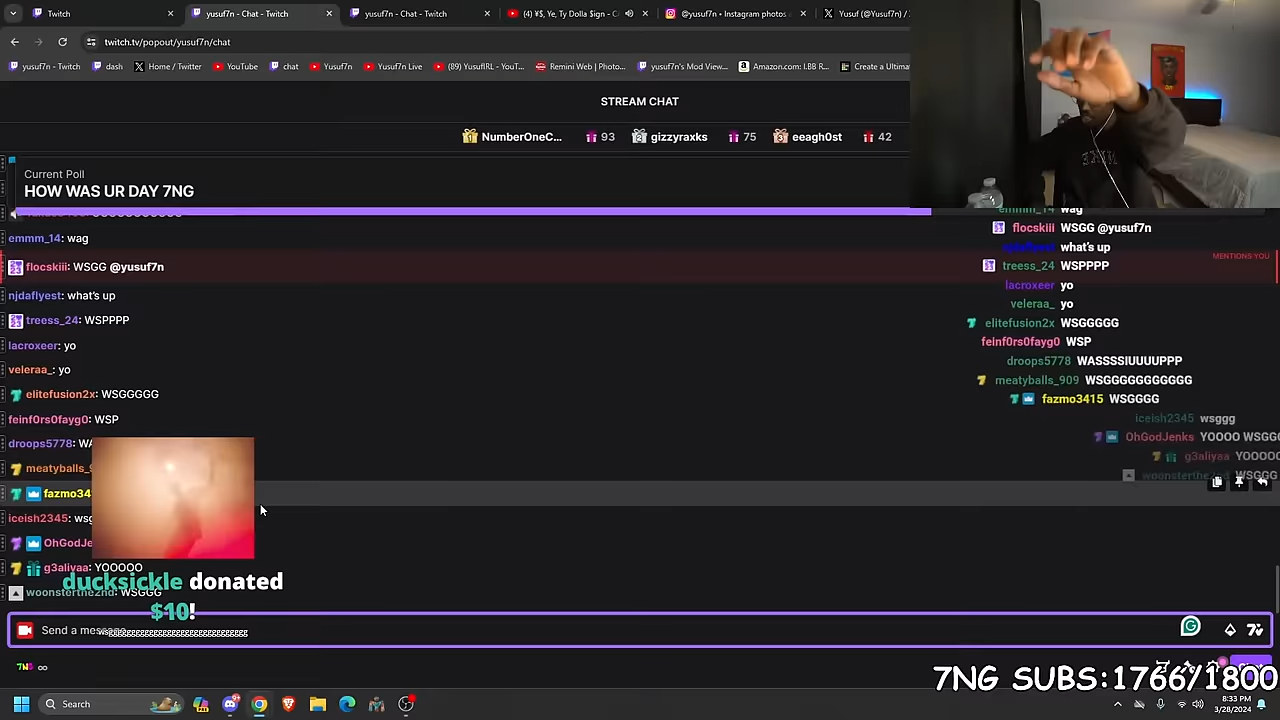 Twitch
yusuf7n - Chat - Twitch
yusuf7n - Chat - Twitch
(4) ¥$, Ye, Ty Dolla $ign - C
@yusuf7n • Instagram photos
Yusuf (@Yusuf7n) /
twitch.tv/popout/yusuf7n/chat
yusuf7n - Twitch
dash
Home / Twitter
YouTube
chat
Yusuf7n
Yusuf7n Live
(89) YusufIRL - YouT...
Remini Web | Photo...
yusuf7n's Mod View...
Amazon.com: LBB R...
Create a Ultima
STREAM CHAT
NumberOneC... 93
gizzyraxks 75
eeagh0st 42
Current Poll
HOW WAS UR DAY 7NG
emmm_14: wag
flocskiii: WSGG @yusuf7n
MENTIONS YOU
njdaflyest: what's up
treess_24: WSPPPP
lacroxeer: yo
veleraa_: yo
elitefusion2x: WSGGGGG
feinf0rs0fayg0: WSP
droops5778: WA
meatyballs_9
fazmo34
iceish2345: wsg
OhGodJe
g3aliyaa: YOOOOO
woonsterthe2nd: WSGGG
emmm_14 wag
flocskiii WSGG @yusuf7n
njdaflyest what's up
treess_24 WSPPPP
lacroxeer yo
veleraa_ yo
elitefusion2x WSGGGGG
feinf0rs0fayg0 WSP
droops5778 WASSSSIUUUUPPP
meatyballs_909 WSGGGGGGGGGGG
fazmo3415 WSGGGG
iceish2345 wsggg
OhGodJenks YOOOO WSGG
g3aliyaa YOOOO
woonsterthe2nd WSGGG
ducksickle donated
$10!
Send a message
7NG SUBS:1766/1800
Search
8:33 PM
3/28/2024